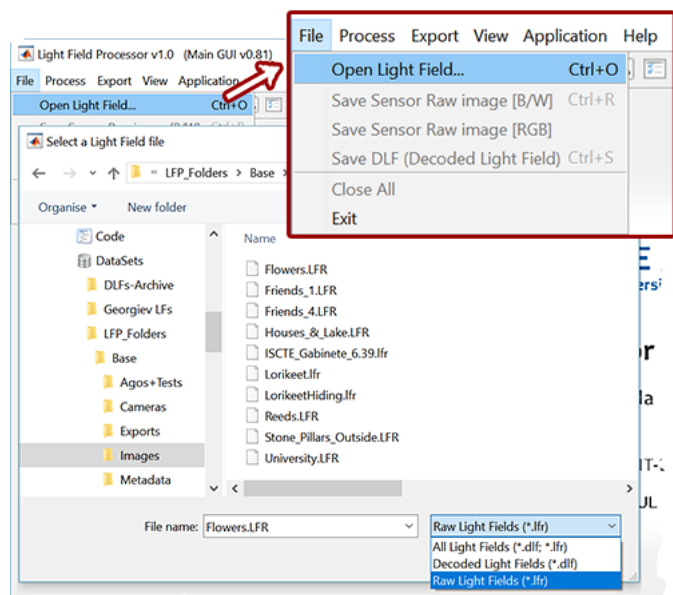 File Process Export View Application Help
Open Light Field... Ctrl+O
Save Sensor Raw image [B/W] Ctrl+R
Save Sensor Raw image [RGB]
Save DLF (Decoded Light Field) Ctrl+S
Close All
Exit
Light Field Processor v1.0 (Main GUI v0.81)
File Process Export View Application
Open Light Field... Ctrl+O
Select a Light Field file
« LFP_Folders > Base >
Organise New folder
Code
DataSets
DLFs-Archive
Georgiev LFs
LFP_Folders
Base
Agos+Tests
Cameras
Exports
Images
Metadata
Name
Flowers.LFR
Friends_1.LFR
Friends_4.LFR
Houses_&_Lake.LFR
ISCTE_Gabinete_6.39.lfr
Lorikeet.lfr
LorikeetHiding.lfr
Reeds.LFR
Stone_Pillars_Outside.LFR
University.LFR
File name: Flowers.LFR Raw Light Fields (*.lfr)
All Light Fields (*.dlf; *.lfr)
Decoded Light Fields (*.dlf)
Raw Light Fields (*.lfr)